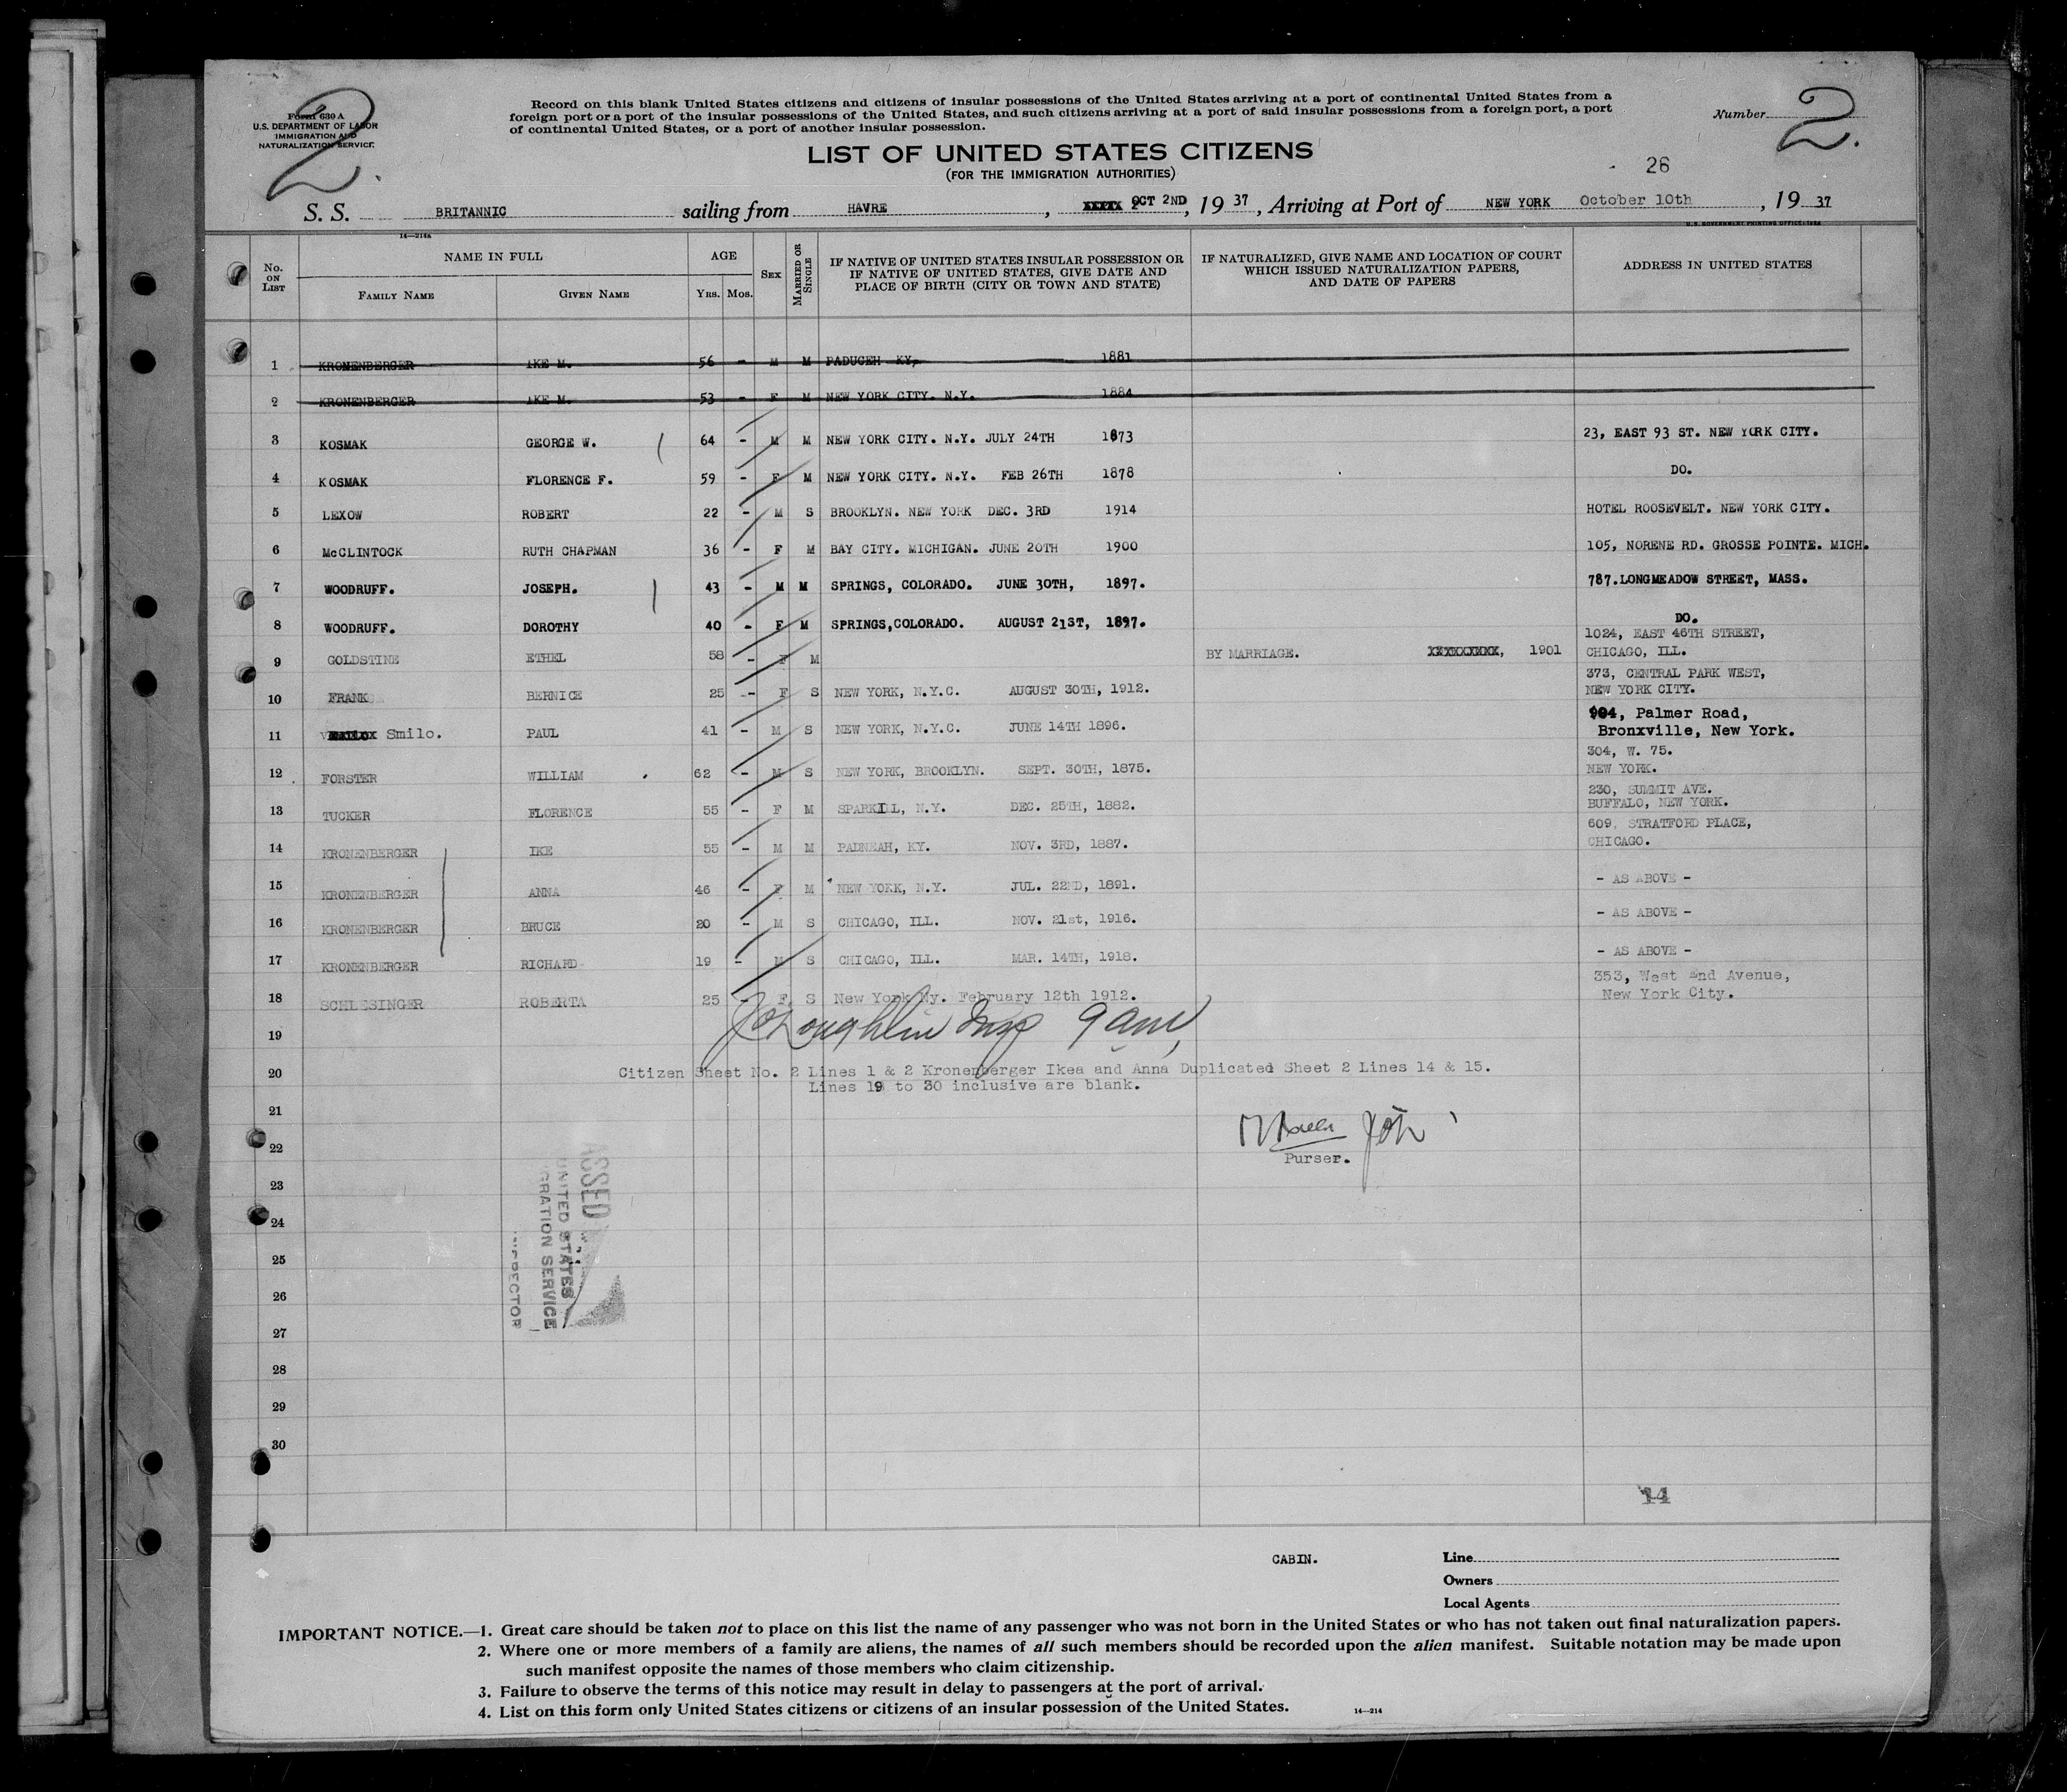 2
Form 630 A
U.S. DEPARTMENT OF LABOR
IMMIGRATION AND
NATURALIZATION SERVICE
2.
Record on this blank United States citizens and citizens of insular possessions of the United States arriving at a port of continental United States from a
foreign port or a port of the insular possessions of the United States, and such citizens arriving at a port of said insular possessions from a foreign port, a port
of continental United States, or a port of another insular possession.
Number 2.
LIST OF UNITED STATES CITIZENS
(FOR THE IMMIGRATION AUTHORITIES)
26
S. S. BRITANNIC sailing from HAVRE, OCT 2ND, 19 37, Arriving at Port of NEW YORK October 10th, 19 37
14—214a
U.S. GOVERNMENT PRINTING OFFICE
No. ON LIST
NAME IN FULL
FAMILY NAME
GIVEN NAME
AGE
YRS. MOS.
SEX
MARRIED OR SINGLE
IF NATIVE OF UNITED STATES INSULAR POSSESSION OR
IF NATIVE OF UNITED STATES, GIVE DATE AND
PLACE OF BIRTH (CITY OR TOWN AND STATE)
IF NATURALIZED, GIVE NAME AND LOCATION OF COURT
WHICH ISSUED NATURALIZATION PAPERS,
AND DATE OF PAPERS
ADDRESS IN UNITED STATES
1 KRONENBERGER IKE M. 56 - M M PADUCEH KY, 1881
2 KRONENBERGER IKE M. 53 - F M NEW YORK CITY. N.Y. 1884
3 KOSMAK GEORGE W. 64 - M M NEW YORK CITY. N.Y. JULY 24TH 1873 23, EAST 93 ST. NEW YORK CITY.
4 KOSMAK FLORENCE F. 59 - F M NEW YORK CITY. N.Y. FEB 26TH 1878 DO.
5 LEXOW ROBERT 22 - M S BROOKLYN. NEW YORK DEC. 3RD 1914 HOTEL ROOSEVELT. NEW YORK CITY.
6 McCLINTOCK RUTH CHAPMAN 36 - F M BAY CITY. MICHIGAN. JUNE 20TH 1900 105, NORENE RD. GROSSE POINTE. MICH.
7 WOODRUFF. JOSEPH. 43 - M M SPRINGS, COLORADO. JUNE 30TH, 1897. 787.LONGMEADOW STREET, MASS.
8 WOODRUFF. DOROTHY 40 - F M SPRINGS,COLORADO. AUGUST 21ST, 1897. DO.
1024, EAST 46TH STREET,
9 GOLDSTINE ETHEL 58 - F M BY MARRIAGE. XXXXXXXXX, 1901 CHICAGO, ILL.
373, CENTRAL PARK WEST,
10 FRANK BERNICE 25 -- F S NEW YORK, N.Y.C. AUGUST 30TH, 1912. NEW YORK CITY.
904, Palmer Road,
11 Smilo. PAUL 41 - M S NEW YORK, N.Y.C. JUNE 14TH 1896. Bronxville, New York.
304, W. 75.
12 FORSTER WILLIAM 62 - M S NEW YORK, BROOKLYN. SEPT. 30TH, 1875. NEW YORK.
230, SUMMIT AVE.
13 TUCKER FLORENCE 55 - F M SPARKILL, N.Y. DEC. 25TH, 1882. BUFFALO, NEW YORK.
609, STRATFORD PLACE,
14 KRONENBERGER IKE 55 - M M PADNEAH, KY. NOV. 3RD, 1887. CHICAGO.
15 KRONENBERGER ANNA 46 - F M NEW YORK, N.Y. JUL. 22ND, 1891. - AS ABOVE -
16 KRONENBERGER BRUCE 20 - M S CHICAGO, ILL. NOV. 21st, 1916. - AS ABOVE -
17 KRONENBERGER RICHARD 19 - M S CHICAGO, ILL. MAR. 14TH, 1918. - AS ABOVE -
353, West End Avenue,
18 SCHLESINGER ROBERTA 25 - F S New York Ny. February 12th 1912. New York City.
19
20 Citizen Sheet No. 2 Lines 1 & 2 Kronenberger Ikea and Anna Duplicated Sheet 2 Lines 14 & 15.
Lines 19 to 30 inclusive are blank.
21
22
Purser.
23
24
25
26
27
28
29
30
ASSED
UNITED STATES
GRATION SERVICE
SPECTOR
14
CABIN.
Line
Owners
Local Agents
IMPORTANT NOTICE.—1. Great care should be taken not to place on this list the name of any passenger who was not born in the United States or who has not taken out final naturalization papers.
2. Where one or more members of a family are aliens, the names of all such members should be recorded upon the alien manifest. Suitable notation may be made upon
such manifest opposite the names of those members who claim citizenship.
3. Failure to observe the terms of this notice may result in delay to passengers at the port of arrival.
4. List on this form only United States citizens or citizens of an insular possession of the United States.
14—214